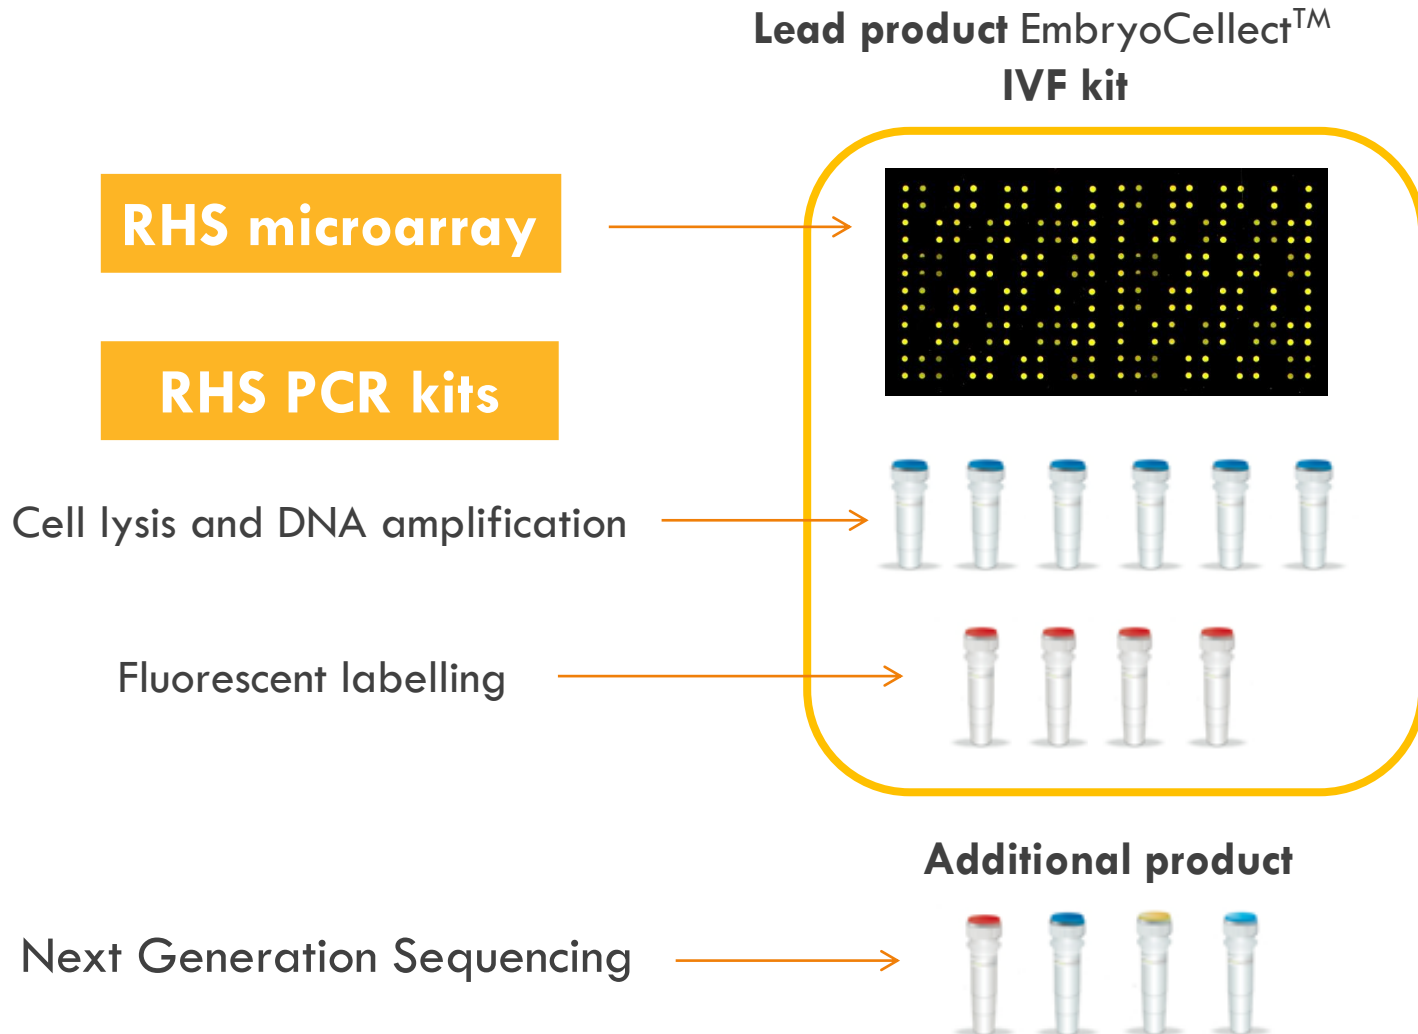 Lead product EmbryoCellect™
IVF kit
RHS microarray
RHS PCR kits
Cell lysis and DNA amplification
Fluorescent labelling
Additional product
Next Generation Sequencing